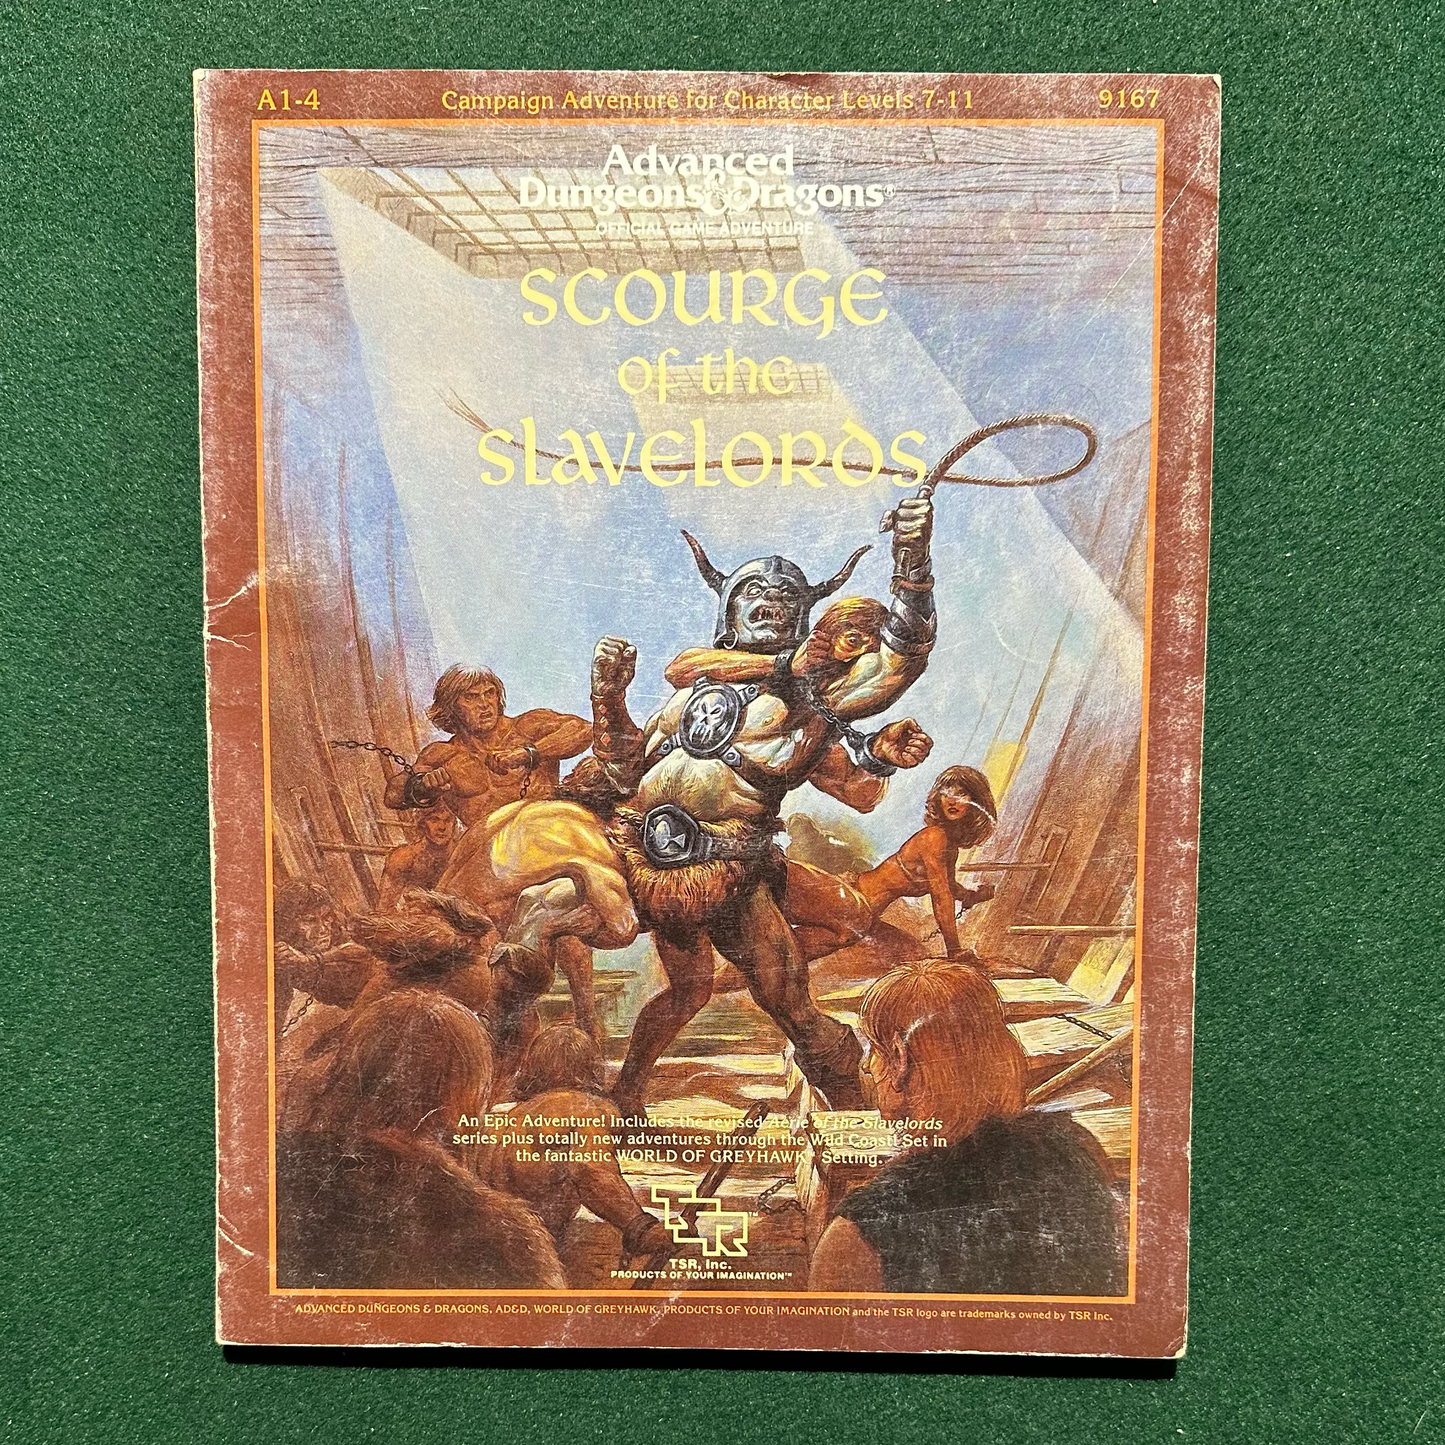 A1-4 Campaign Adventure for Character Levels 7-11 9167
Advanced
Dungeons & Dragons®
OFFICIAL GAME ADVENTURE
SCOURGE
of the
SLAVELORDS
An Epic Adventure! Includes the revised Aerie of the Slavelords
series plus totally new adventures through the Wild Coast! Set in
the fantastic WORLD OF GREYHAWK™ Setting.
TSR™
TSR, Inc.
PRODUCTS OF YOUR IMAGINATION™
ADVANCED DUNGEONS & DRAGONS, AD&D, WORLD OF GREYHAWK, PRODUCTS OF YOUR IMAGINATION and the TSR logo are trademarks owned by TSR Inc.